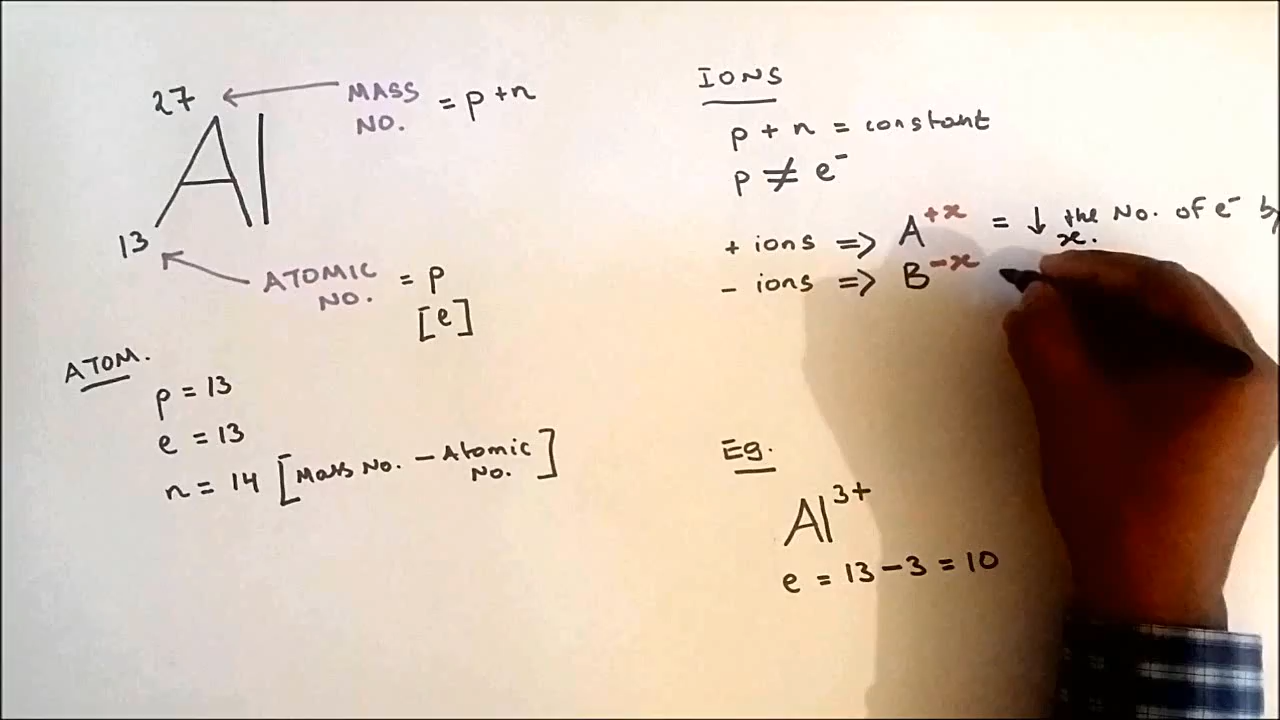 27
MASS NO. = p+n
Al
13
ATOMIC NO. = p
[e]
ATOM.
p = 13
e = 13
n = 14 [Mass No. - Atomic No.]
IONS
p + n = constant
p ≠ e⁻
+ ions => A⁺ˣ = ↓ the No. of e⁻ by x.
- ions => B⁻ˣ
Eg.
Al³⁺
e = 13 - 3 = 10